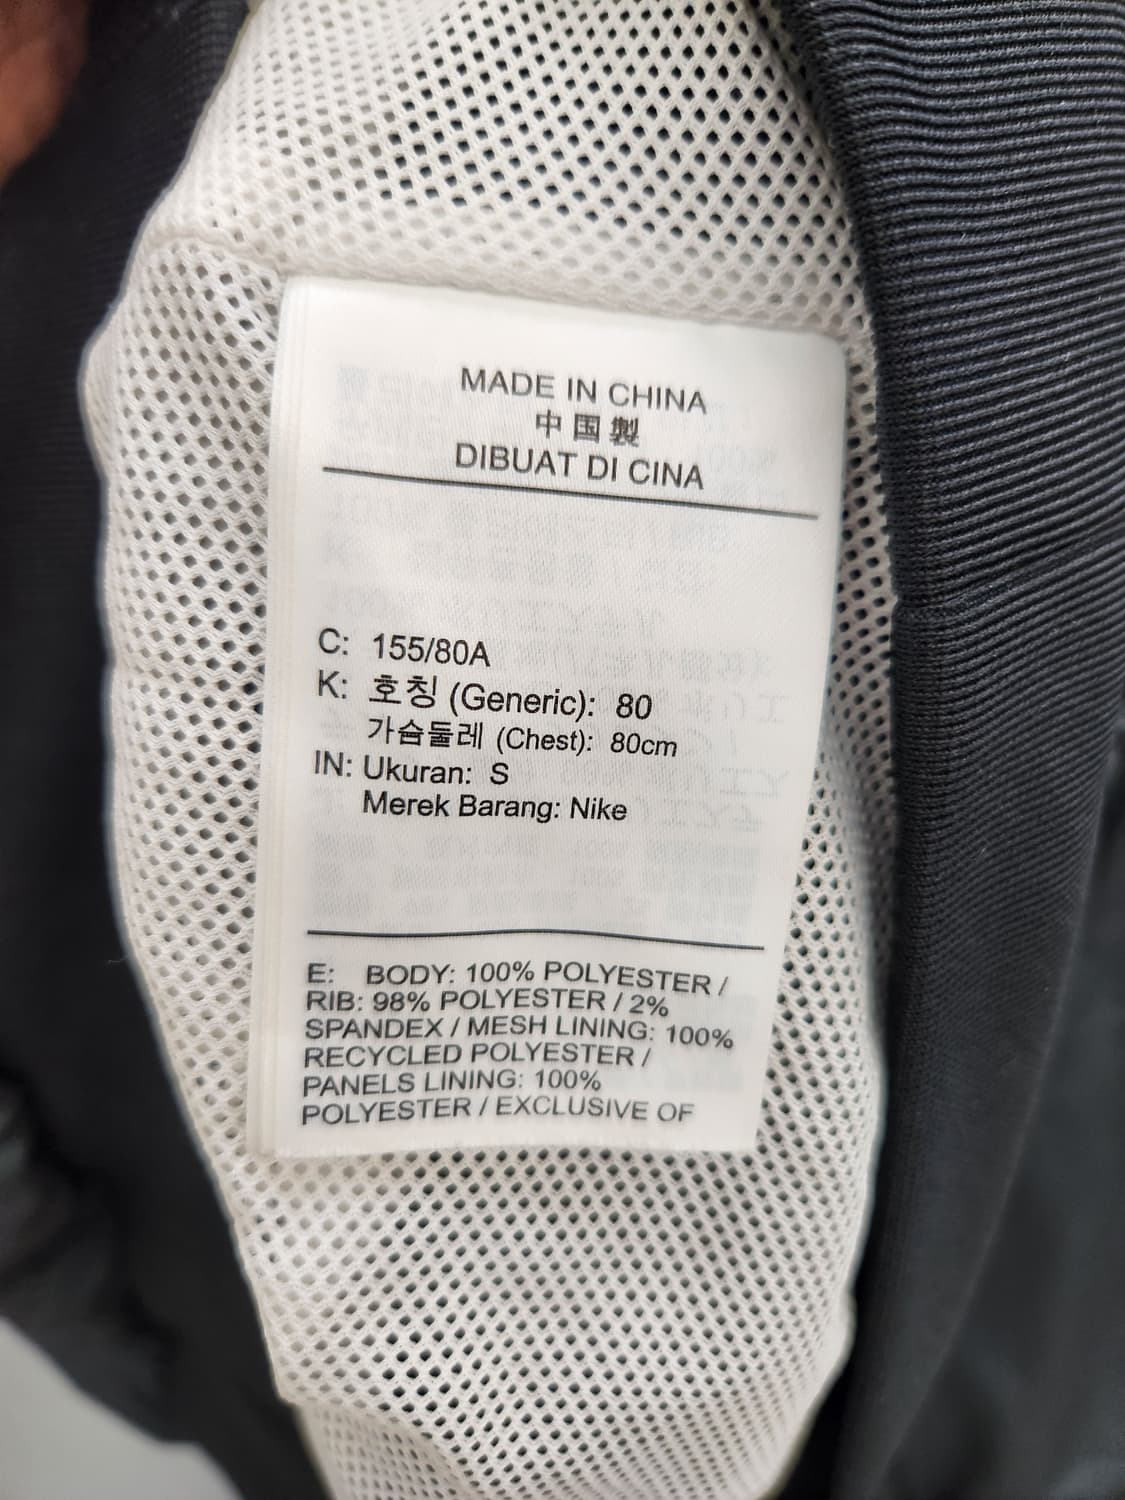 MADE IN CHINA
中国製
DIBUAT DI CINA
C: 155/80A
K: 호칭 (Generic): 80
가슴둘레 (Chest): 80cm
IN: Ukuran: S
Merek Barang: Nike
E: BODY: 100% POLYESTER /
RIB: 98% POLYESTER / 2%
SPANDEX / MESH LINING: 100%
RECYCLED POLYESTER /
PANELS LINING: 100%
POLYESTER / EXCLUSIVE OF